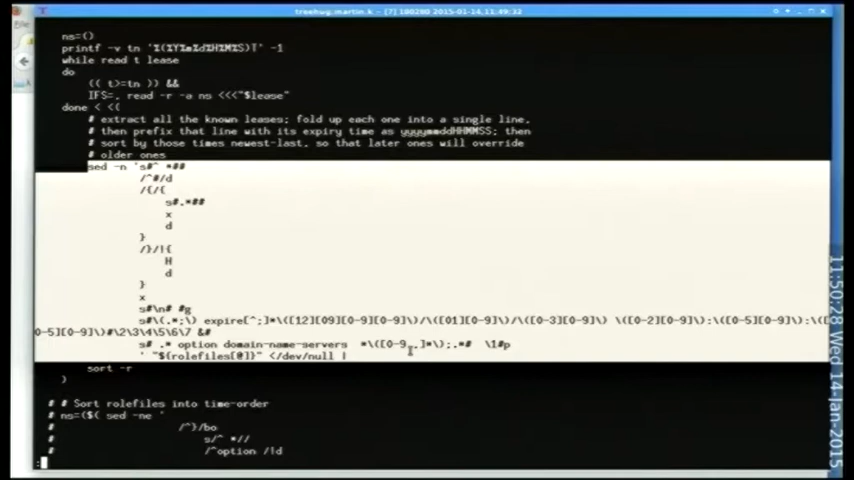 treehug:martin.k - [7] 180x280 2015-01-14,11:49:32
ns=()
printf -v tn '%(%Y%m%d%H%M%S)T' -1
while read t lease
do
(( t>=tn )) &&
IFS=, read -r -a ns <<<"$lease"
done < <(
# extract all the known leases; fold up each one into a single line,
# then prefix that line with its expiry time as yyyymmddHHMMSS; then
# sort by those times newest-last, so that later ones will override
# older ones
sed -n 's#^ *##
/^#/d
/{/{
s#.*##
x
d
}
/}/!{
H
d
}
x
s#\n# #g
s#\(.*;\) expire[^;]*\([12][09][0-9][0-9]\)/\([01][0-9]\)/\([0-3][0-9]\) \([0-2][0-9]\):\([0-5][0-9]\):\([
0-5][0-9]\)#\2\3\4\5\6\7 &#
s# .* option domain-name-servers *\([0-9.,]*\);.*# \1#p
' "${rolefiles[@]}" </dev/null |
sort -r
)
# # Sort rolefiles into time-order
# ns=($( sed -ne '
# /^}/bo
# s/^ *//
# /^option /!d
:
11:50:28 Wed 14-Jan-2015